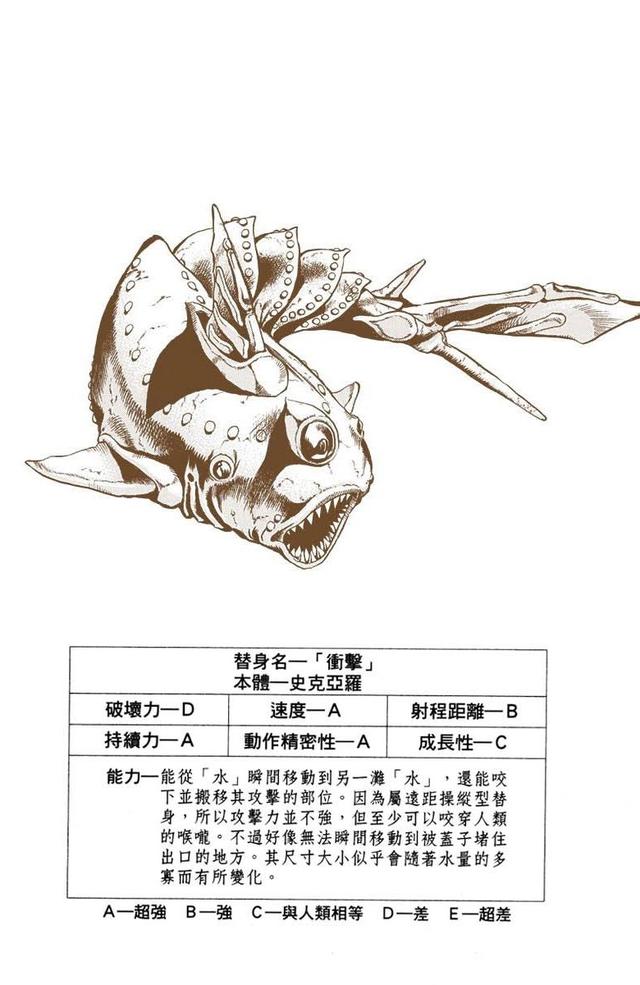 替身名—「衝擊」
本體—史克亞羅
破壞力—D 速度—A 射程距離—B
持續力—A 動作精密性—A 成長性—C
能力—能從「水」瞬間移動到另一灘「水」，還能咬
下並搬移其攻擊的部位。因為屬遠距操縱型替
身，所以攻擊力並不強，但至少可以咬穿人類
的喉嚨。不過好像無法瞬間移動到被蓋子堵住
出口的地方。其尺寸大小似乎會隨著水量的多
寡而有所變化。
A—超強 B—強 C—與人類相等 D—差 E—超差